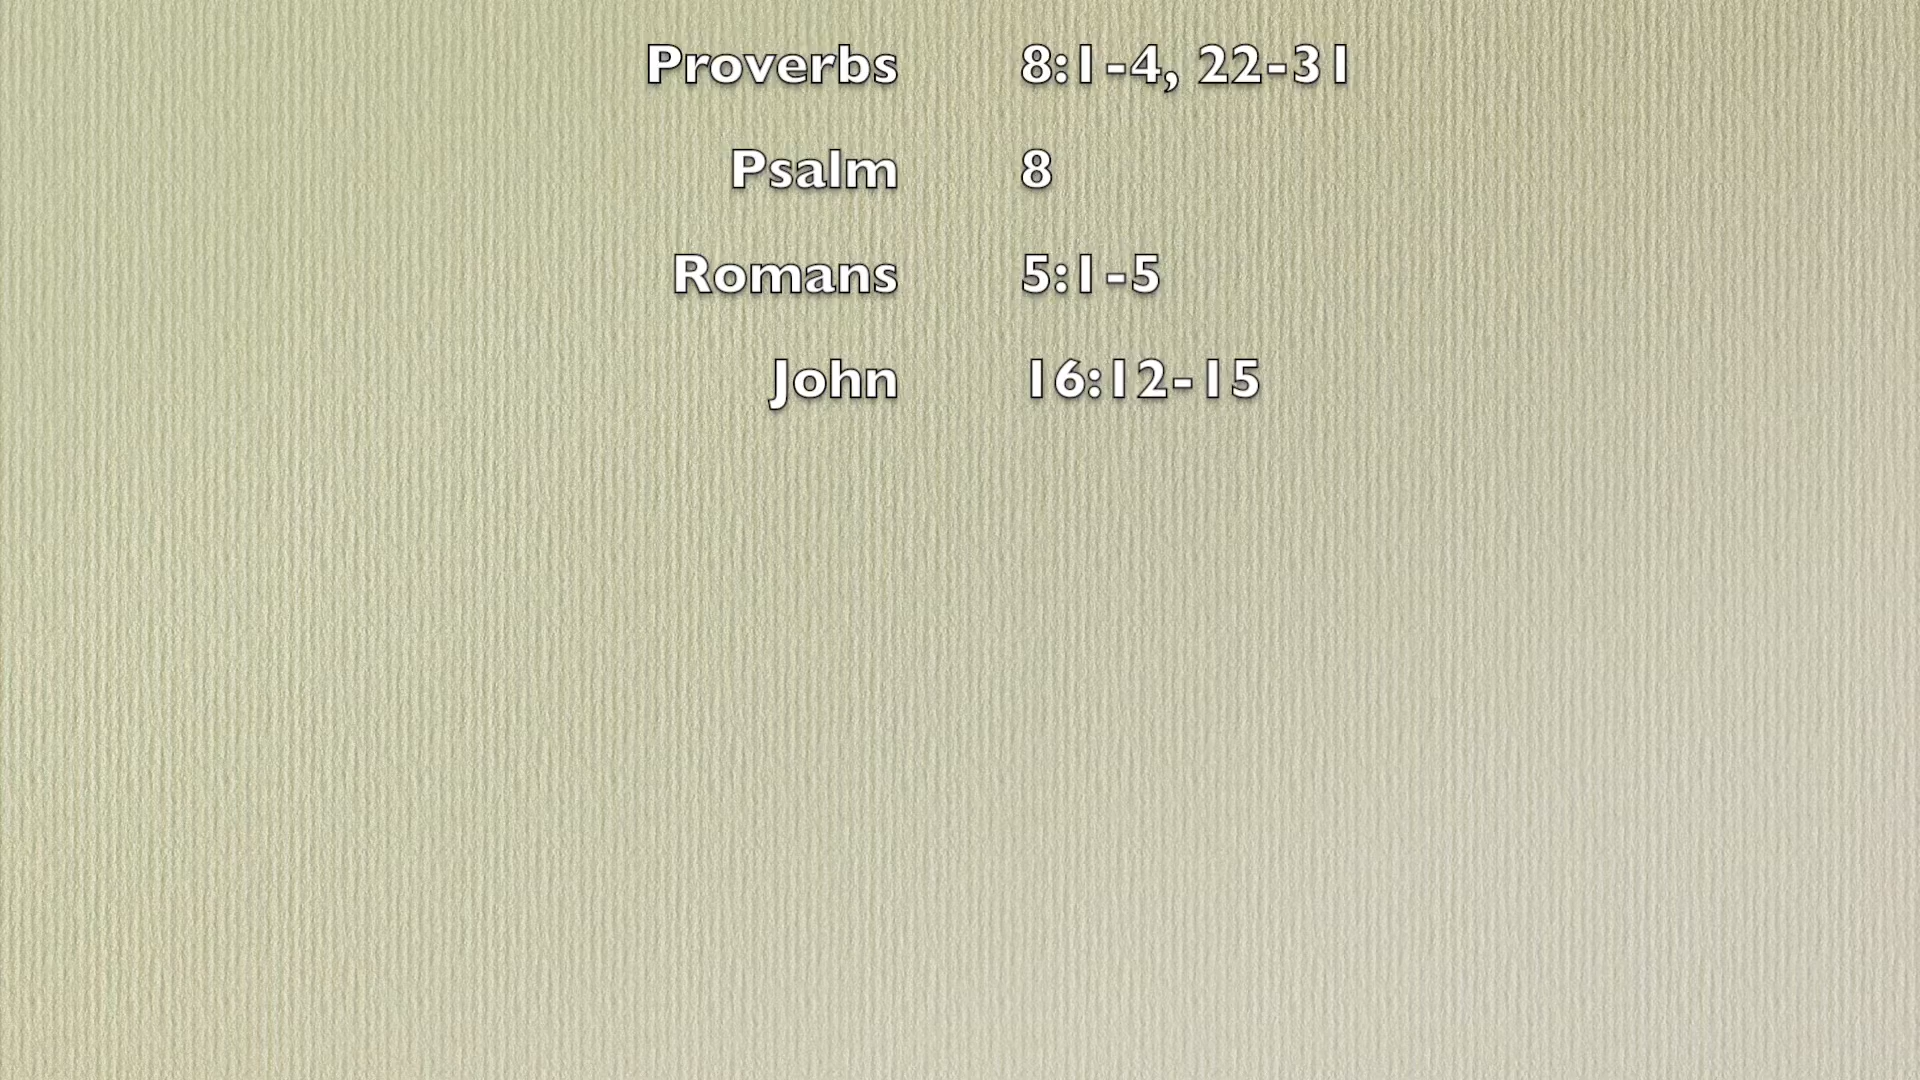 Proverbs 8:1-4, 22-31
Psalm 8
Romans 5:1-5
John 16:12-15